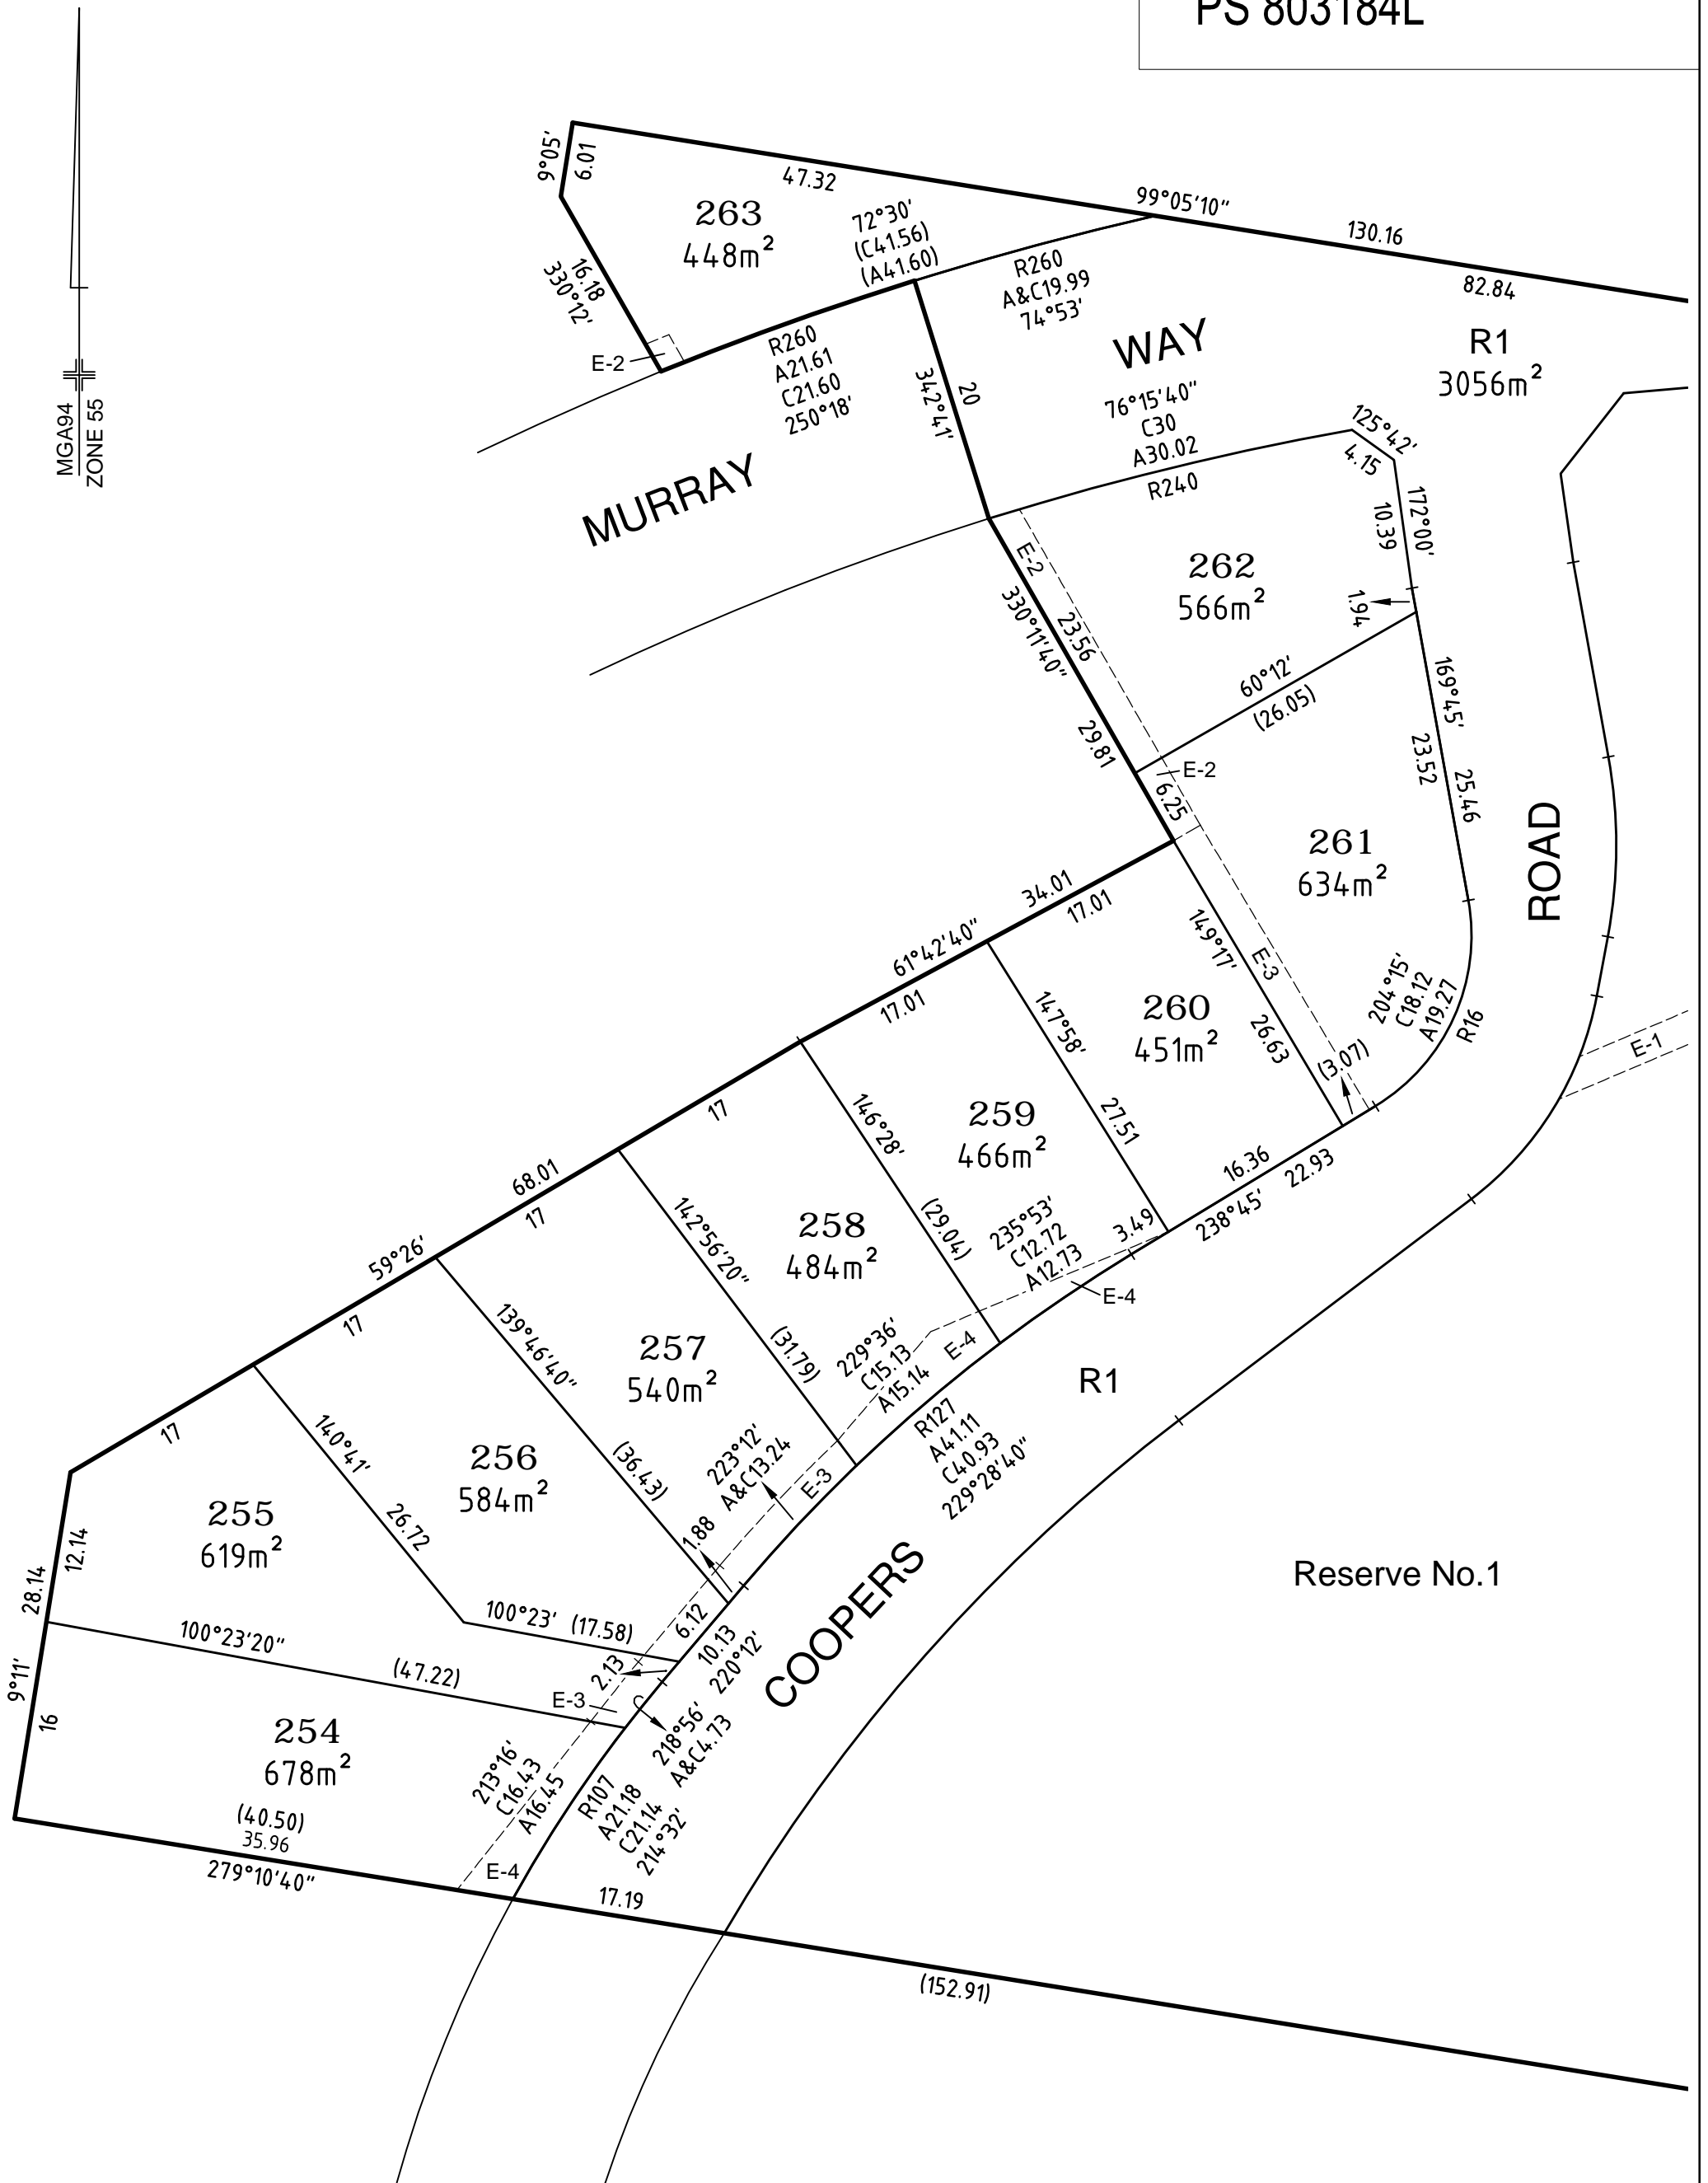 PS 803184L
MGA94
ZONE 55
9°05'
6.01
47.32
99°05'10"
130.16
82.84
263
448m²
72°30'
(C41.56)
(A41.60)
16.18
330°12'
R260
A&C19.99
74°53'
E-2
R260
A21.61
C21.60
250°18'
WAY
R1
3056m²
342°41'
20
76°15'40"
C30
A30.02
R240
125°42'
4.15
MURRAY
172°00'
10.39
E-2
262
566m²
1.94
330°11'40"
23.56
60°12'
(26.05)
169°45'
23.52
25.46
29.81
E-2
6.25
261
634m²
ROAD
34.01
17.01
61°42'40"
17.01
149°17'
E-3
26.63
204°15'
C18.12
A19.27
R16
147°58'
260
451m²
(3.07)
E-1
17
146°28'
259
466m²
27.51
16.36
22.93
238°45'
68.01
17
142°56'20"
258
484m²
(29.04)
235°53'
C12.72
A12.73
3.49
E-4
59°26'
17
139°46'40"
257
540m²
(31.79)
229°36'
C15.13
A15.14
E-4
R1
17
140°41'
256
584m²
(36.43)
223°12'
A&C13.24
E-3
R127
A41.11
C40.93
229°28'40"
255
619m²
26.72
1.88
12.14
28.14
100°23' (17.58)
6.12
10.13
220°12'
COOPERS
Reserve No.1
100°23'20"
(47.22)
2.13
E-3
9°11'
16
254
678m²
218°56'
A&C4.73
213°16'
C16.43
A16.45
R107
A21.18
C21.14
214°32'
(40.50)
35.96
279°10'40"
E-4
17.19
(152.91)